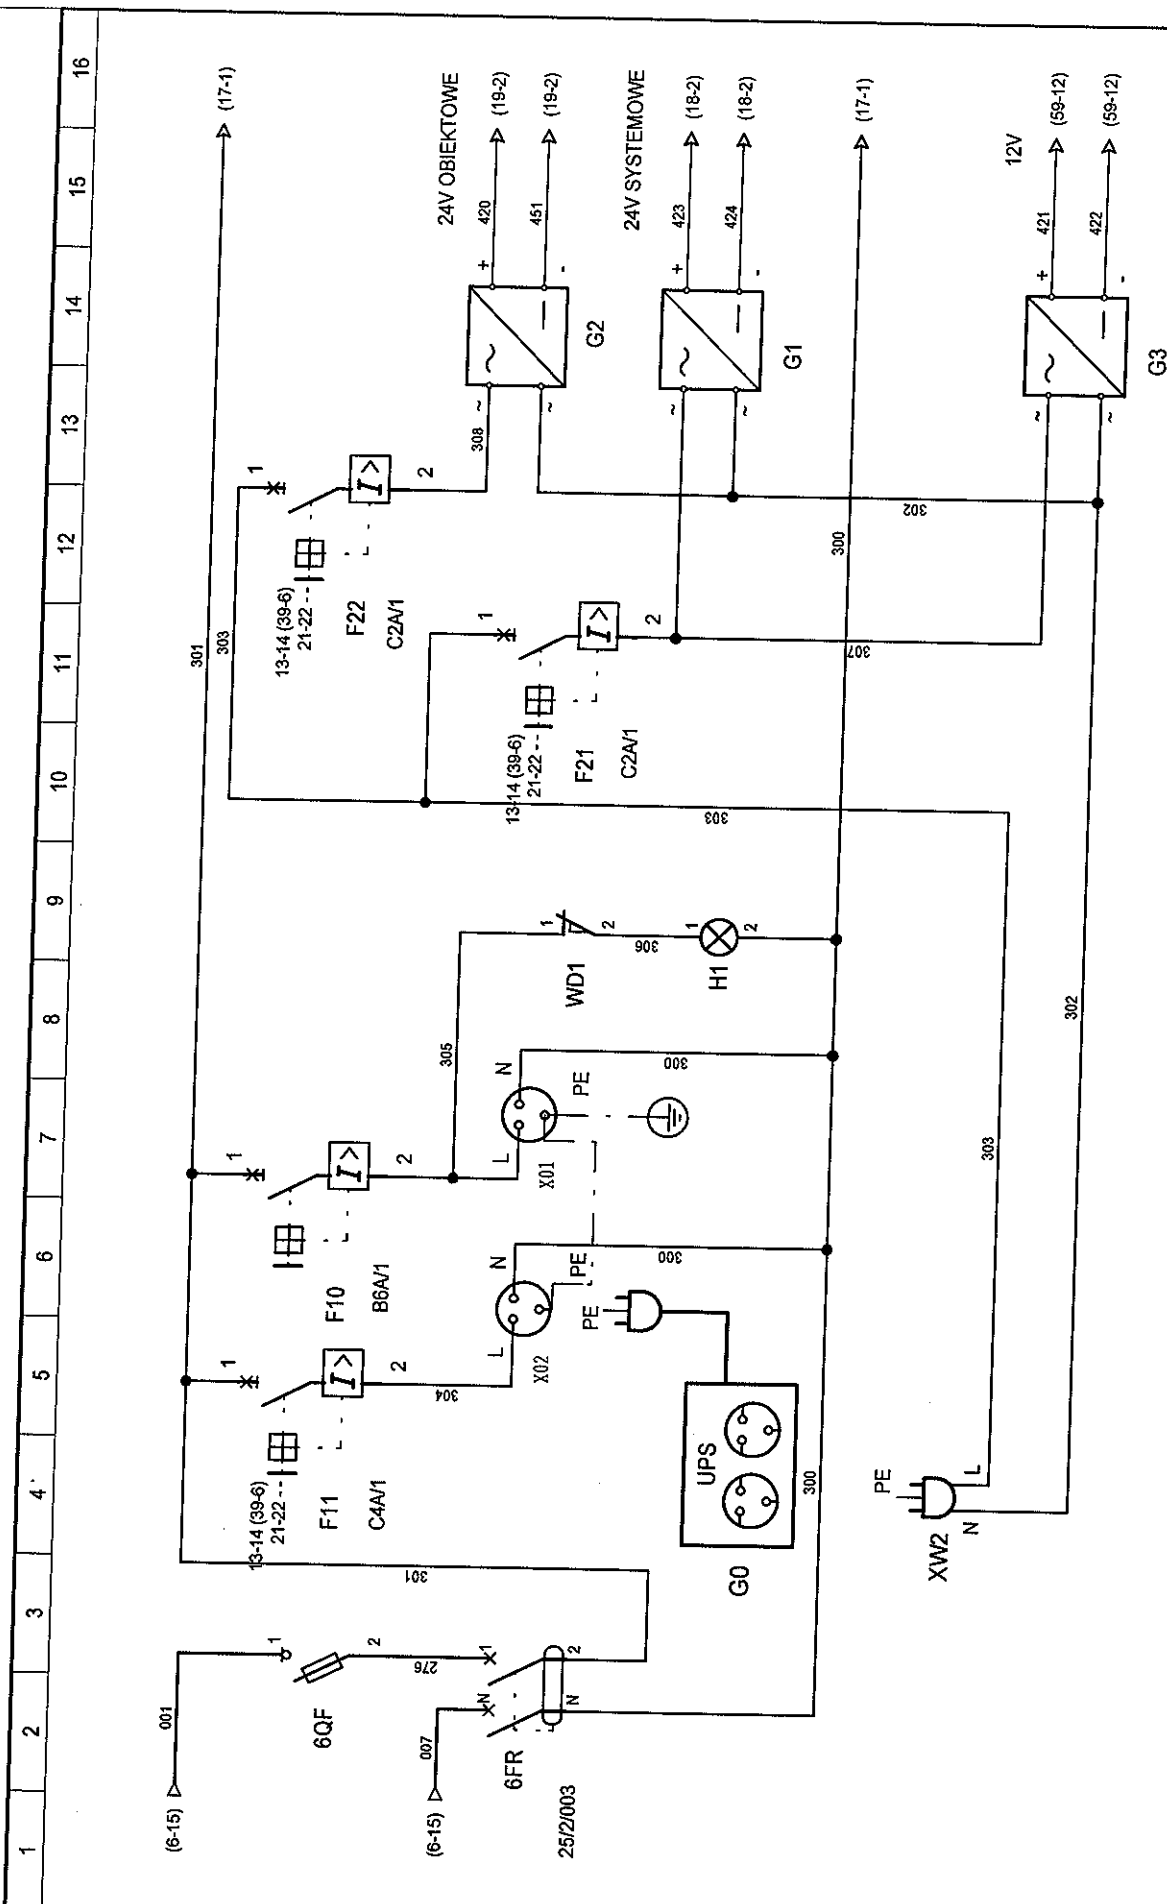 1 2 3 4 5 6 7 8 9 10 11 12 13 14 15 16
(6-15)
001
1
6QF
2
276
(6-15)
007
N
1
6FR
25/2/003
N
2
301
301
(17-1)
1
13-14 (39-6)
21-22
F11
C4A/1
2
304
L
N
X02
PE
300
1
F10
B6A/1
2
305
L
N
X01
PE
300
1
WD1
2
306
1
H1
2
PE
UPS
G0
300
300
(17-1)
PE
XW2
L
N
303
302
303
303
1
13-14 (39-6)
21-22
F22
C2A/1
2
308
1
13-14 (39-6)
21-22
F21
C2A/1
2
307
302
~
~
~
G2
+
-
24V OBIEKTOWE
420
(19-2)
451
(19-2)
~
~
~
G1
+
-
24V SYSTEMOWE
423
(18-2)
424
(18-2)
~
~
~
G3
+
-
12V
421
(59-12)
422
(59-12)
I>
I>
I>
I>